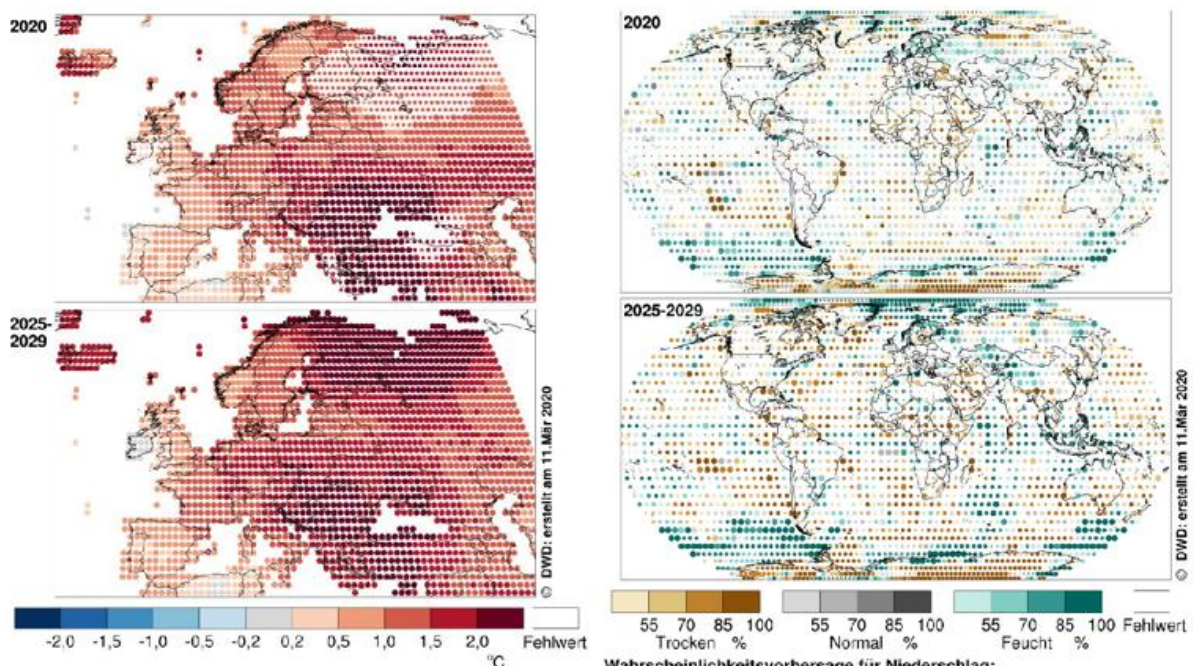 2020
2025-
2029
© DWD: erstellt am 11.Mär 2020
-2,0 -1,5 -1,0 -0,5 -0,2 0,2 0,5 1,0 1,5 2,0 Fehlwert
°C
2020
2025-2029
© DWD: erstellt am 11.Mär 2020
55 70 85 100 55 70 85 100 55 70 85 100 Fehlwert
Trocken % Normal % Feucht %
Wahrscheinlichkeitsvorhersage für Niederschlag: